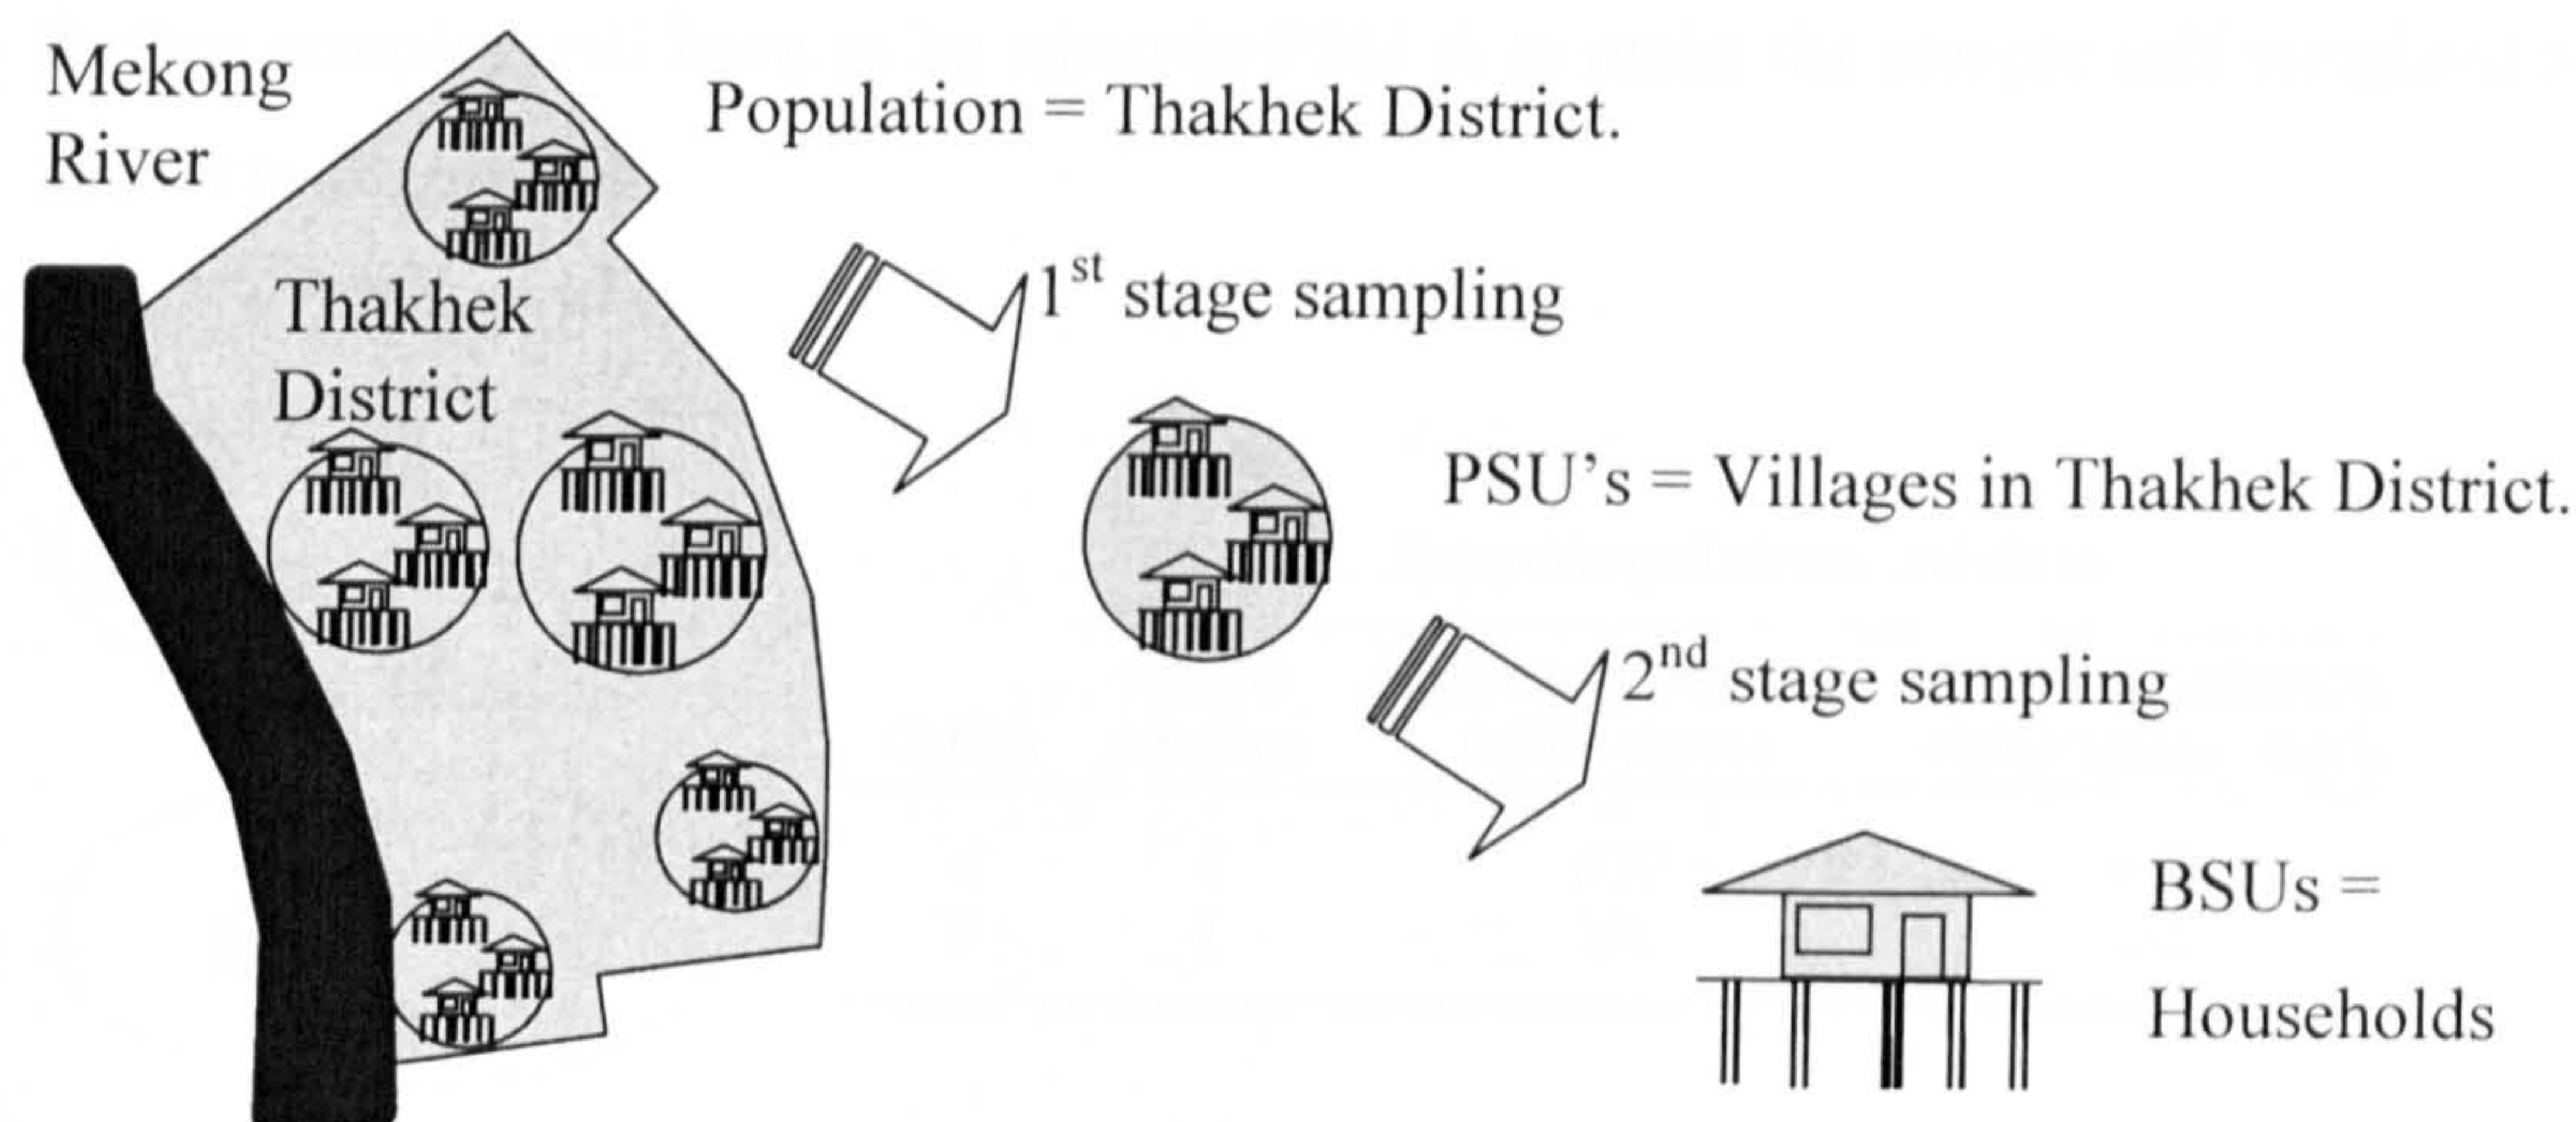 Mekong
River
Population = Thakhek District.
1st stage sampling
Thakhek
District
PSU’s = Villages in Thakhek District.
2nd stage sampling
BSUs =
Households